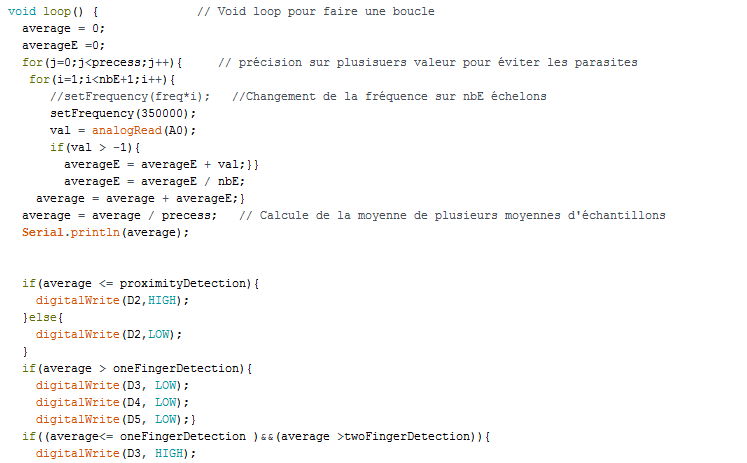 void loop() {              // Void loop pour faire une boucle
  average = 0;
  averageE =0;
  for(j=0;j<precess;j++){     // précision sur plusisuers valeur pour éviter les parasites
   for(i=1;i<nbE+1;i++){
      //setFrequency(freq*i);   //Changement de la fréquence sur nbE échelons
      setFrequency(350000);
      val = analogRead(A0);
      if(val > -1){
        averageE = averageE + val;}}
        averageE = averageE / nbE;
    average = average + averageE;}
  average = average / precess;   // Calcule de la moyenne de plusieurs moyennes d'échantillons
  Serial.println(average);
  if(average <= proximityDetection){
    digitalWrite(D2,HIGH);
  }else{
    digitalWrite(D2,LOW);
  }
  if(average > oneFingerDetection){
    digitalWrite(D3, LOW);
    digitalWrite(D4, LOW);
    digitalWrite(D5, LOW);}
  if((average<= oneFingerDetection )&&(average >twoFingerDetection)){
    digitalWrite(D3, HIGH);